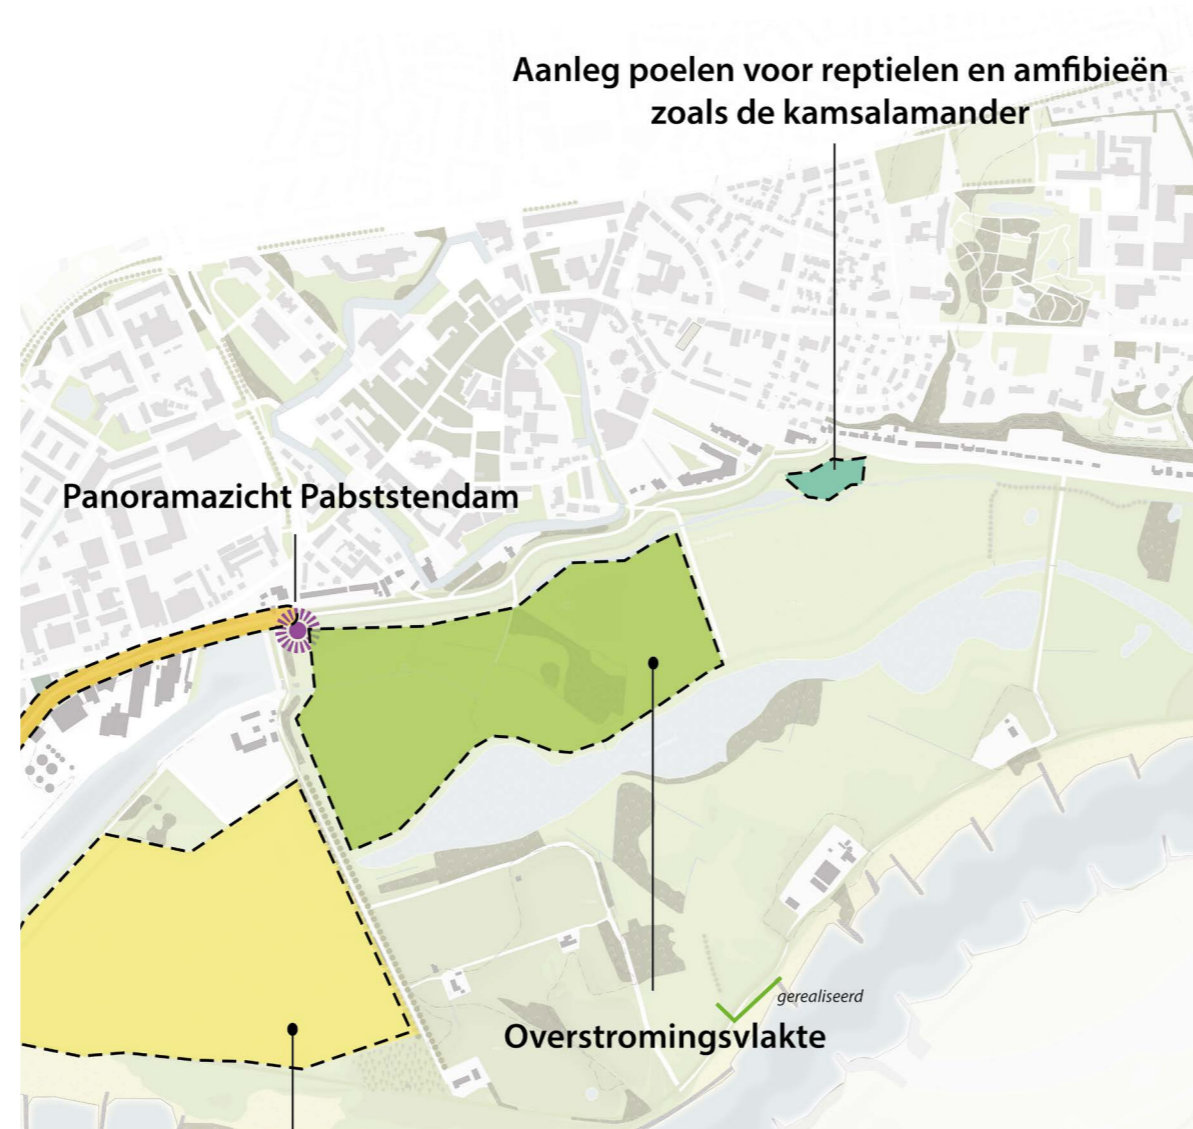 Aanleg poelen voor reptielen en amfibieën
zoals de kamsalamander
Panoramazicht Pabststendam
gerealiseerd
Overstromingsvlakte